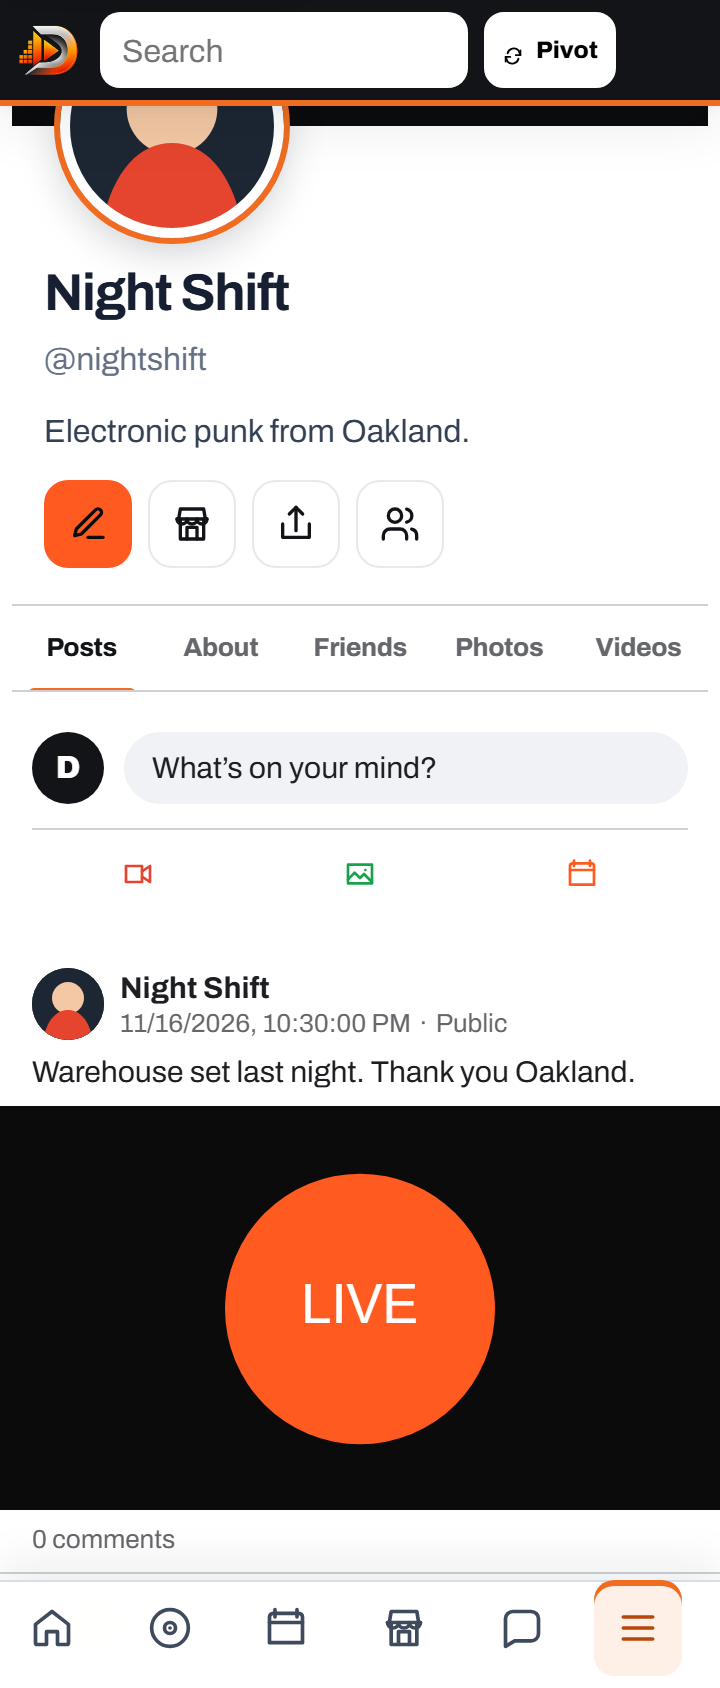 Search
Pivot
Night Shift
@nightshift
Electronic punk from Oakland.
Posts About Friends Photos Videos
D What’s on your mind?
Night Shift
11/16/2026, 10:30:00 PM · Public
Warehouse set last night. Thank you Oakland.
LIVE
0 comments